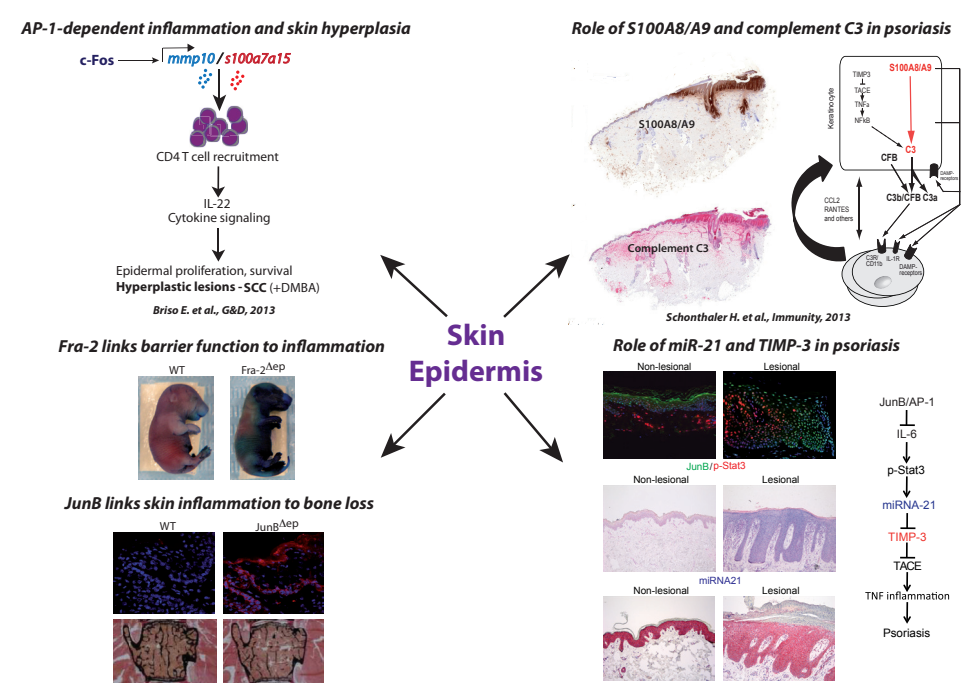 AP-1-dependent inflammation and skin hyperplasia
c-Fos
mmp10 / s100a7a15
CD4 T cell recruitment
IL-22
Cytokine signaling
Epidermal proliferation, survival
Hyperplastic lesions - SCC (+DMBA)
Briso E. et al., G&D, 2013
Role of S100A8/A9 and complement C3 in psoriasis
S100A8/A9
Complement C3
Keratinocyte
S100A8/A9
TIMP3
TACE
TNFa
NFkB
C3
CFB
DAMP-
receptors
C3b/CFB C3a
CCL2
RANTES
and others
C3R/
CD11b
IL-1R
DAMP-
receptors
Schonthaler H. et al., Immunity, 2013
Skin
Epidermis
Fra-2 links barrier function to inflammation
WT
Fra-2Δep
JunB links skin inflammation to bone loss
WT
JunBΔep
Role of miR-21 and TIMP-3 in psoriasis
Non-lesional
Lesional
JunB/p-Stat3
Non-lesional
Lesional
miRNA21
Non-lesional
Lesional
JunB/AP-1
IL-6
p-Stat3
miRNA-21
TIMP-3
TACE
TNF inflammation
Psoriasis